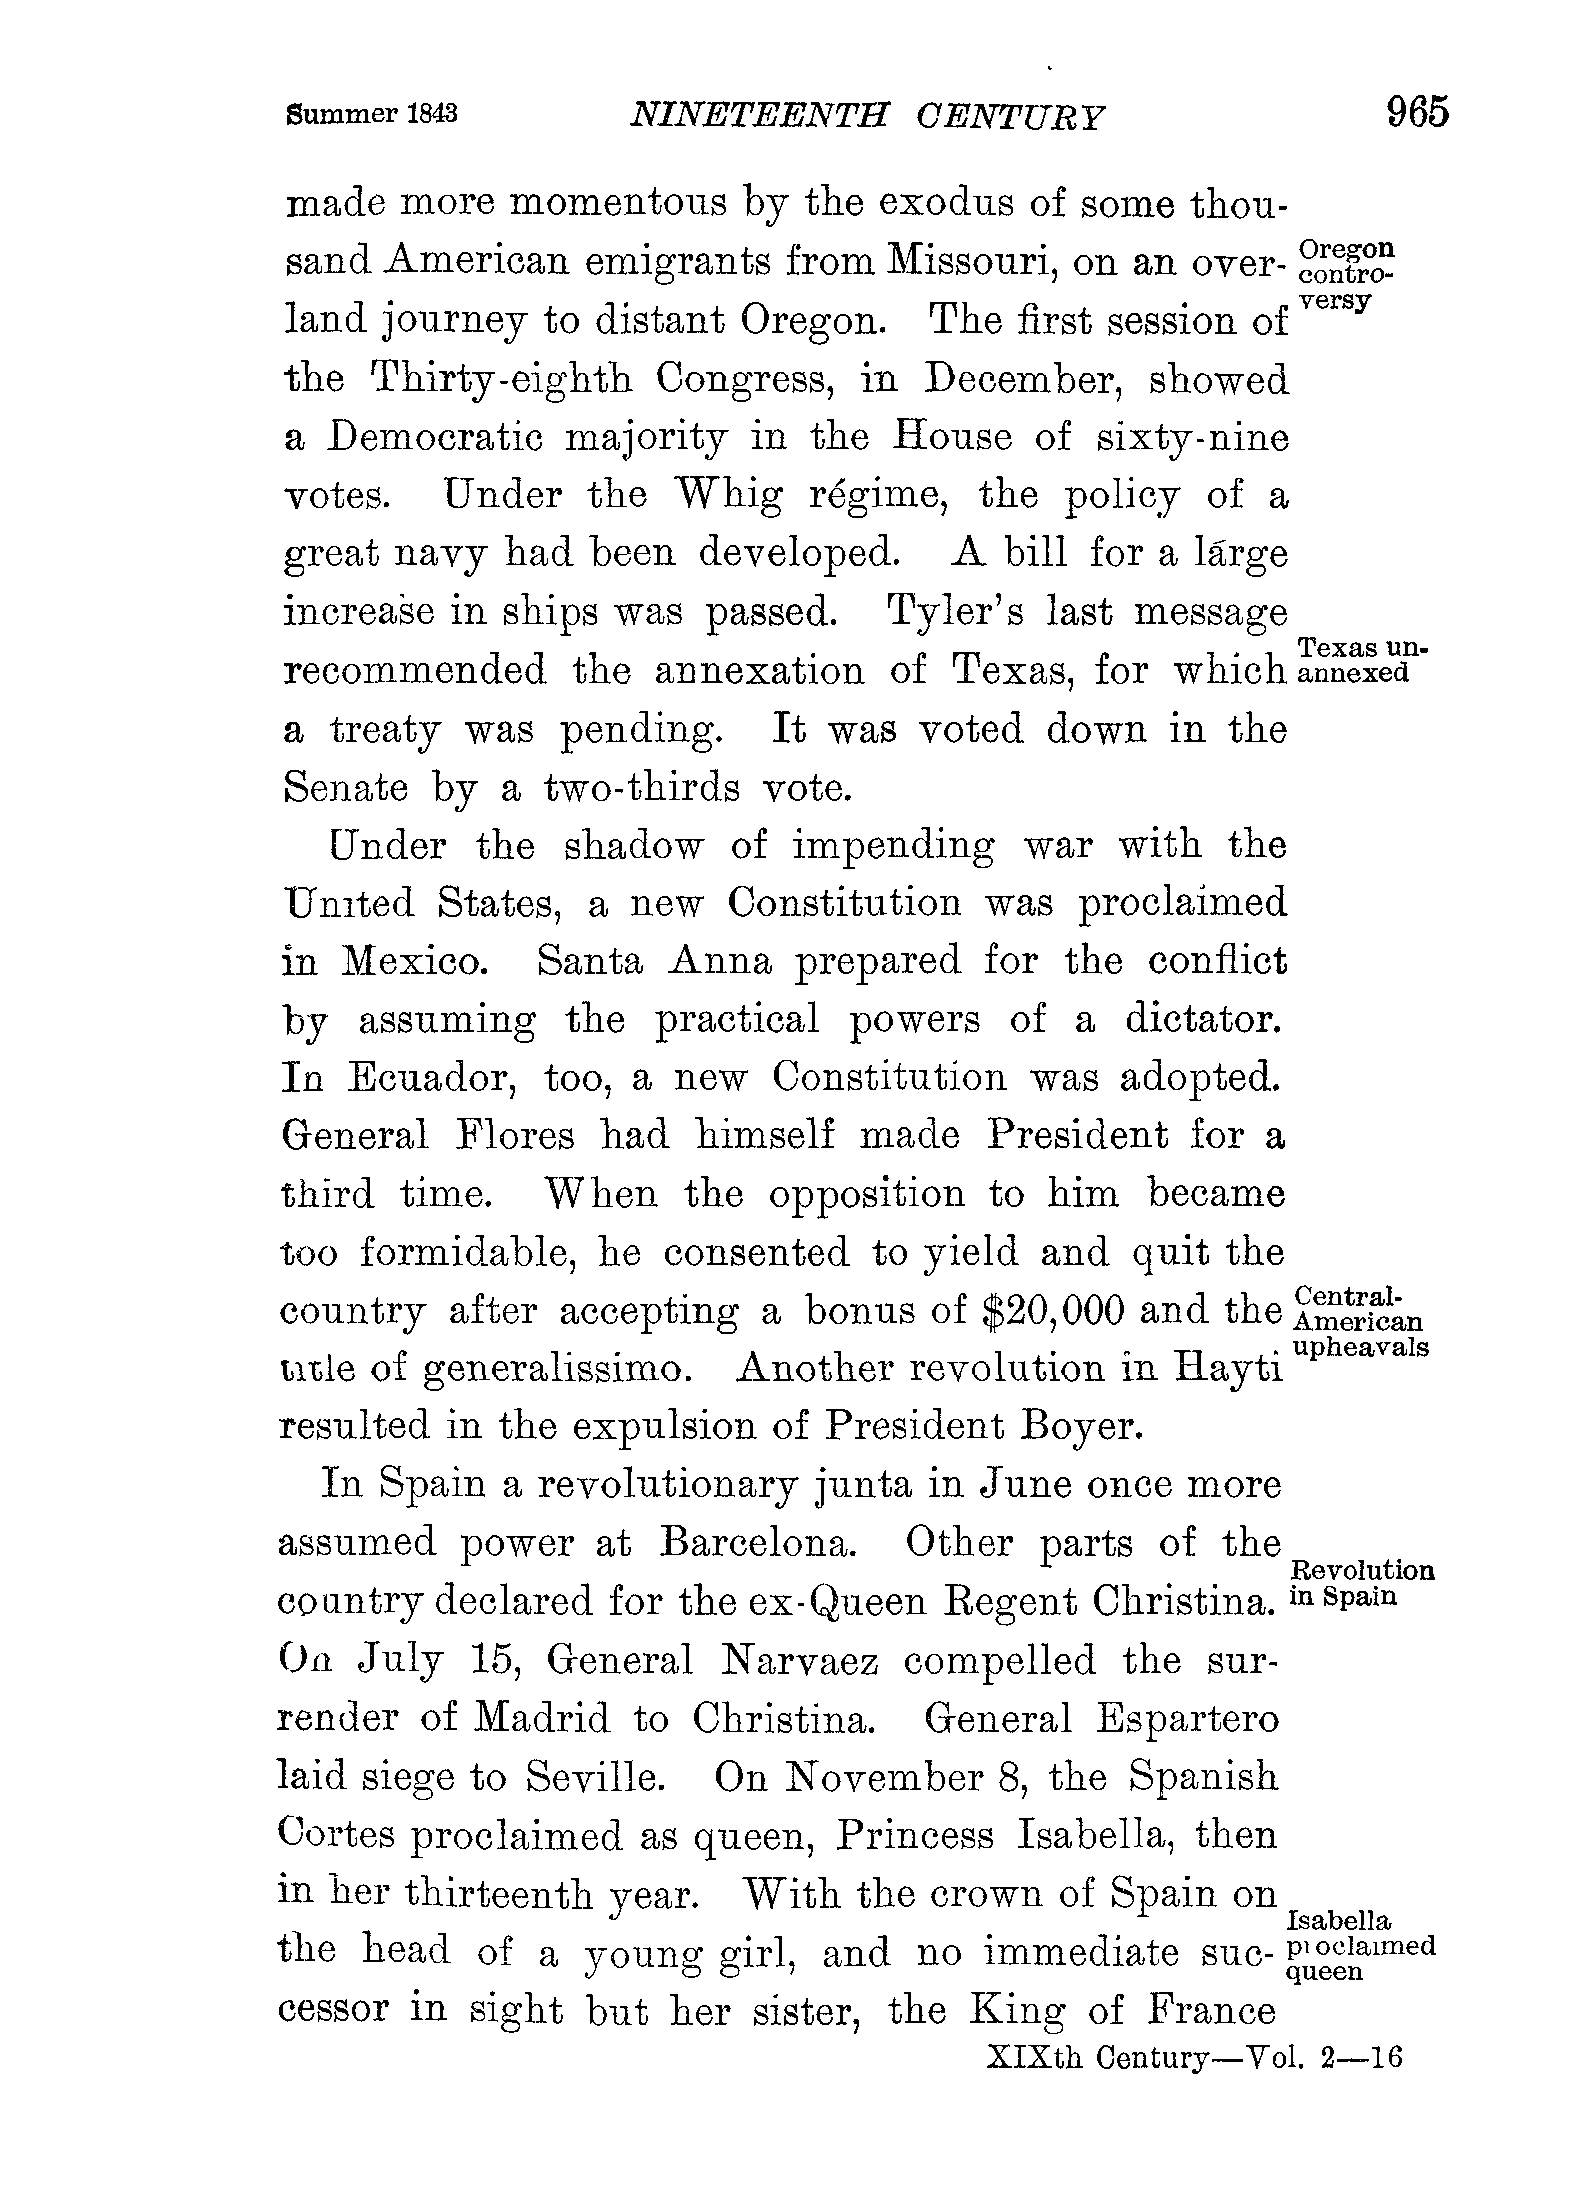 Summer 1843 NINETEENTH CENTURY 965
made more momentous by the exodus of some thou-
sand American emigrants from Missouri, on an over-
land journey to distant Oregon. The first session of
Oregon
contro-
versy
the Thirty-eighth Congress, in December, showed
a Democratic majority in the House of sixty-nine
votes. Under the Whig régime, the policy of a
great navy had been developed. A bill for a large
increase in ships was passed. Tyler's last message
recommended the annexation of Texas, for which
Texas un-
annexed
a treaty was pending. It was voted down in the
Senate by a two-thirds vote.
Under the shadow of impending war with the
United States, a new Constitution was proclaimed
in Mexico. Santa Anna prepared for the conflict
by assuming the practical powers of a dictator.
In Ecuador, too, a new Constitution was adopted.
General Flores had himself made President for a
third time. When the opposition to him became
too formidable, he consented to yield and quit the
country after accepting a bonus of $20,000 and the
title of generalissimo. Another revolution in Hayti
Central-
American
upheavals
resulted in the expulsion of President Boyer.
In Spain a revolutionary junta in June once more
assumed power at Barcelona. Other parts of the
country declared for the ex-Queen Regent Christina.
Revolution
in Spain
On July 15, General Narvaez compelled the sur-
render of Madrid to Christina. General Espartero
laid siege to Seville. On November 8, the Spanish
Cortes proclaimed as queen, Princess Isabella, then
in her thirteenth year. With the crown of Spain on
the head of a young girl, and no immediate suc-
Isabella
proclaimed
queen
cessor in sight but her sister, the King of France
XIXth Century—Vol. 2—16